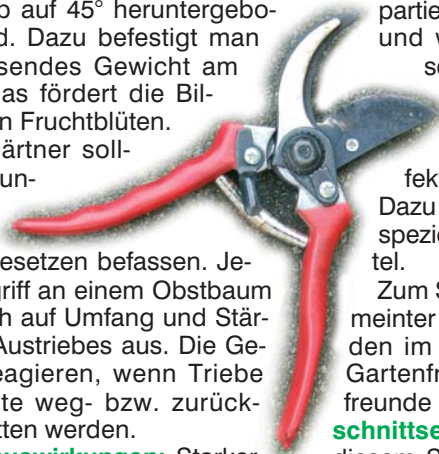 auf 45° heruntergebo-
d. Dazu befestigt man
sendes Gewicht am
as fördert die Bil-
n Fruchtblüten.
ärtner soll-
un-
esetzen befassen. Je-
griff an einem Obstbaum
h auf Umfang und Stär-
Austriebes aus. Die Ge-
eagieren, wenn Triebe
te weg- bzw. zurück-
tten werden.
auswirkungen: Starker
partie
und
fek
Dazu
spezie
tel.
Zum S
meinter
den im
Gartenfr
freunde
schnittse
diesem S